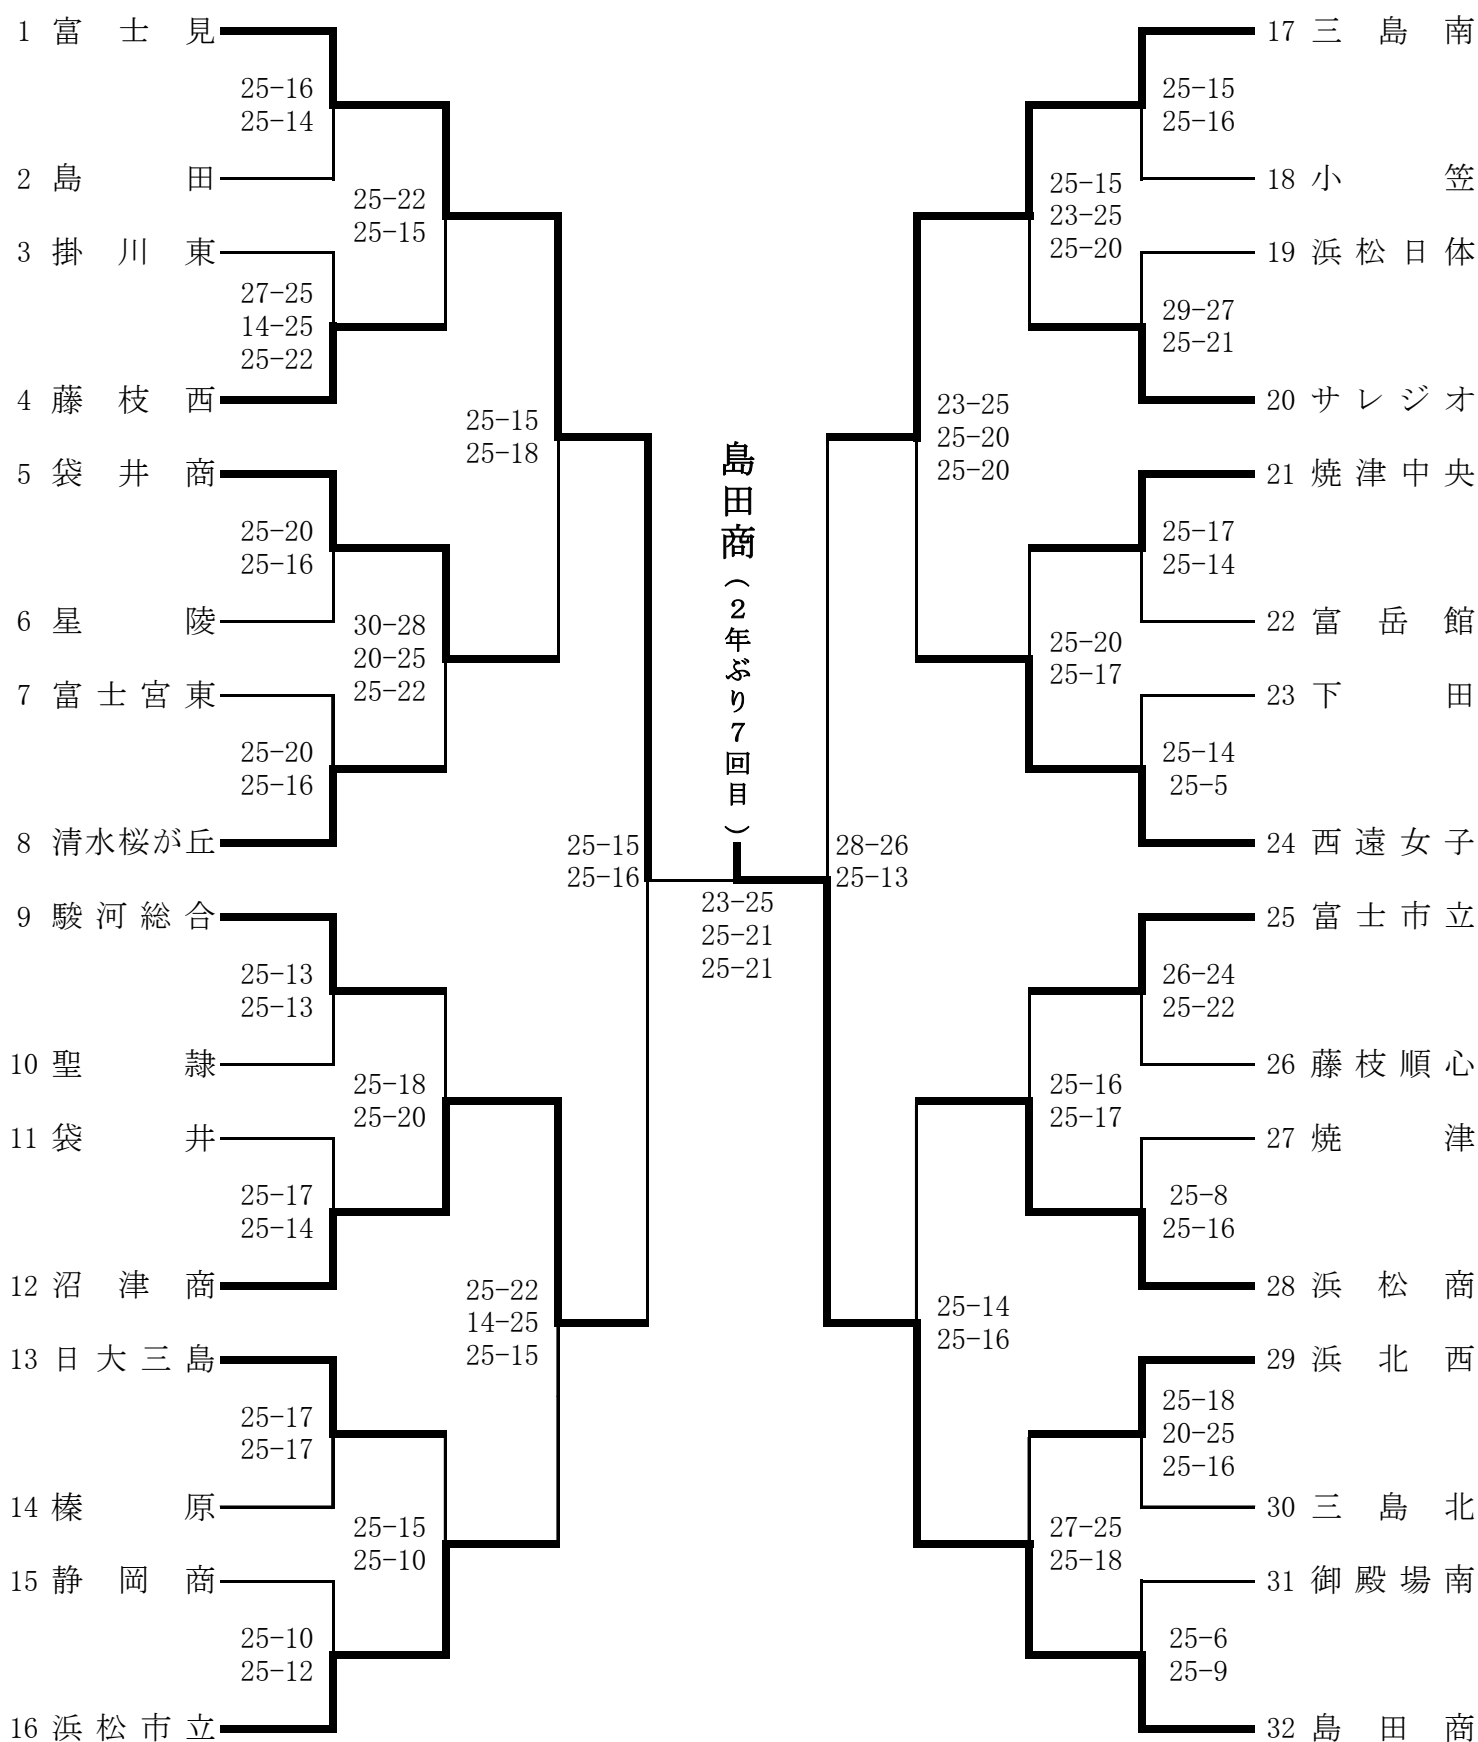 1 富士見
25-16
25-14
2 島田
25-22
25-15
3 掛川東
27-25
14-25
25-22
4 藤枝西
25-15
25-18
5 袋井商
25-20
25-16
6 星陵
30-28
20-25
25-22
7 富士宮東
25-20
25-16
8 清水桜が丘
25-15
25-16
9 駿河総合
25-13
25-13
10 聖隷
25-18
25-20
11 袋井
25-17
25-14
12 沼津商
25-22
14-25
25-15
13 日大三島
25-17
25-17
14 榛原
25-15
25-10
15 静岡商
25-10
25-12
16 浜松市立
島田商(2年ぶり7回目)
23-25
25-21
25-21
17 三島南
25-15
25-16
18 小笠
25-15
23-25
25-20
19 浜松日体
29-27
25-21
20 サレジオ
23-25
25-20
25-20
21 焼津中央
25-17
25-14
22 富岳館
25-20
25-17
23 下田
25-14
25-5
24 西遠女子
28-26
25-13
25 富士市立
26-24
25-22
26 藤枝順心
25-16
25-17
27 焼津
25-8
25-16
28 浜松商
25-14
25-16
29 浜北西
25-18
20-25
25-16
30 三島北
27-25
25-18
31 御殿場南
25-6
25-9
32 島田商